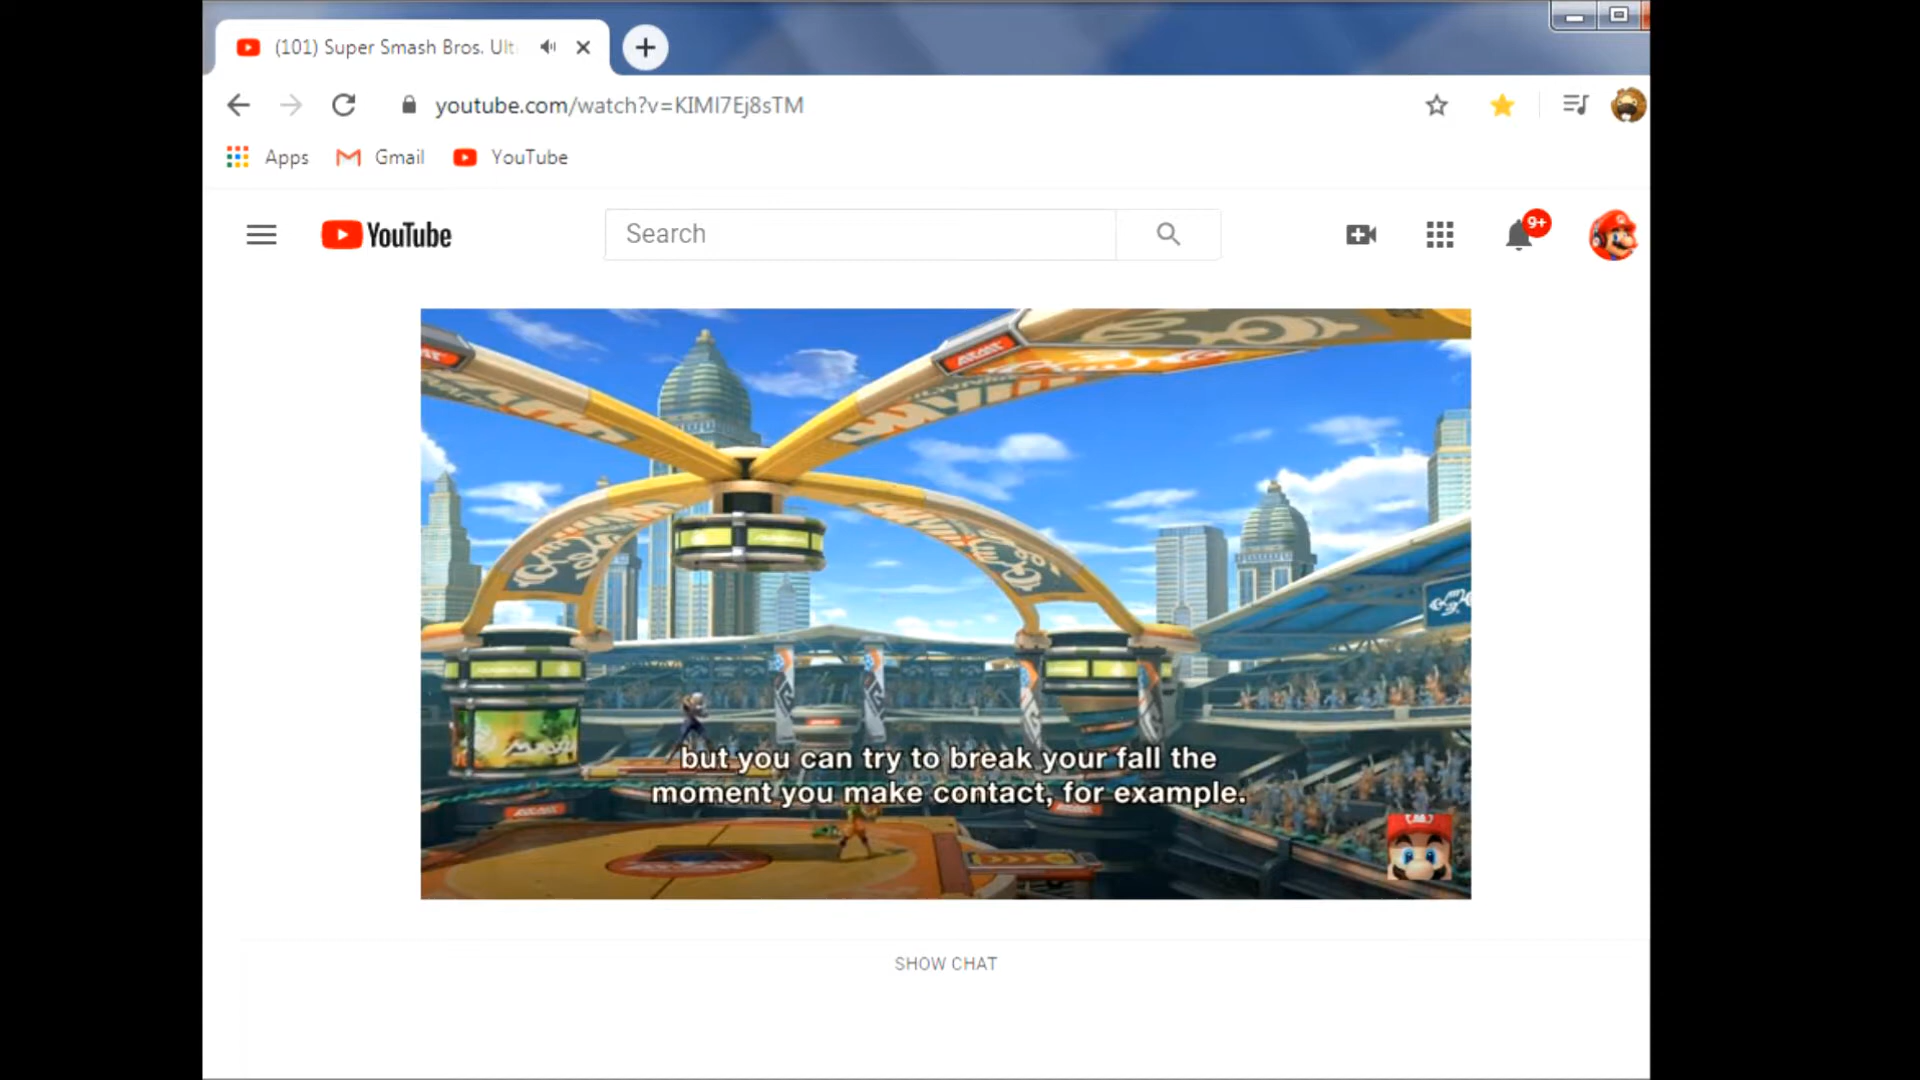 (101) Super Smash Bros. Ult
youtube.com/watch?v=KIMI7Ej8sTM
Apps
Gmail
YouTube
YouTube
Search
9+
but you can try to break your fall the
moment you make contact, for example.
SHOW CHAT